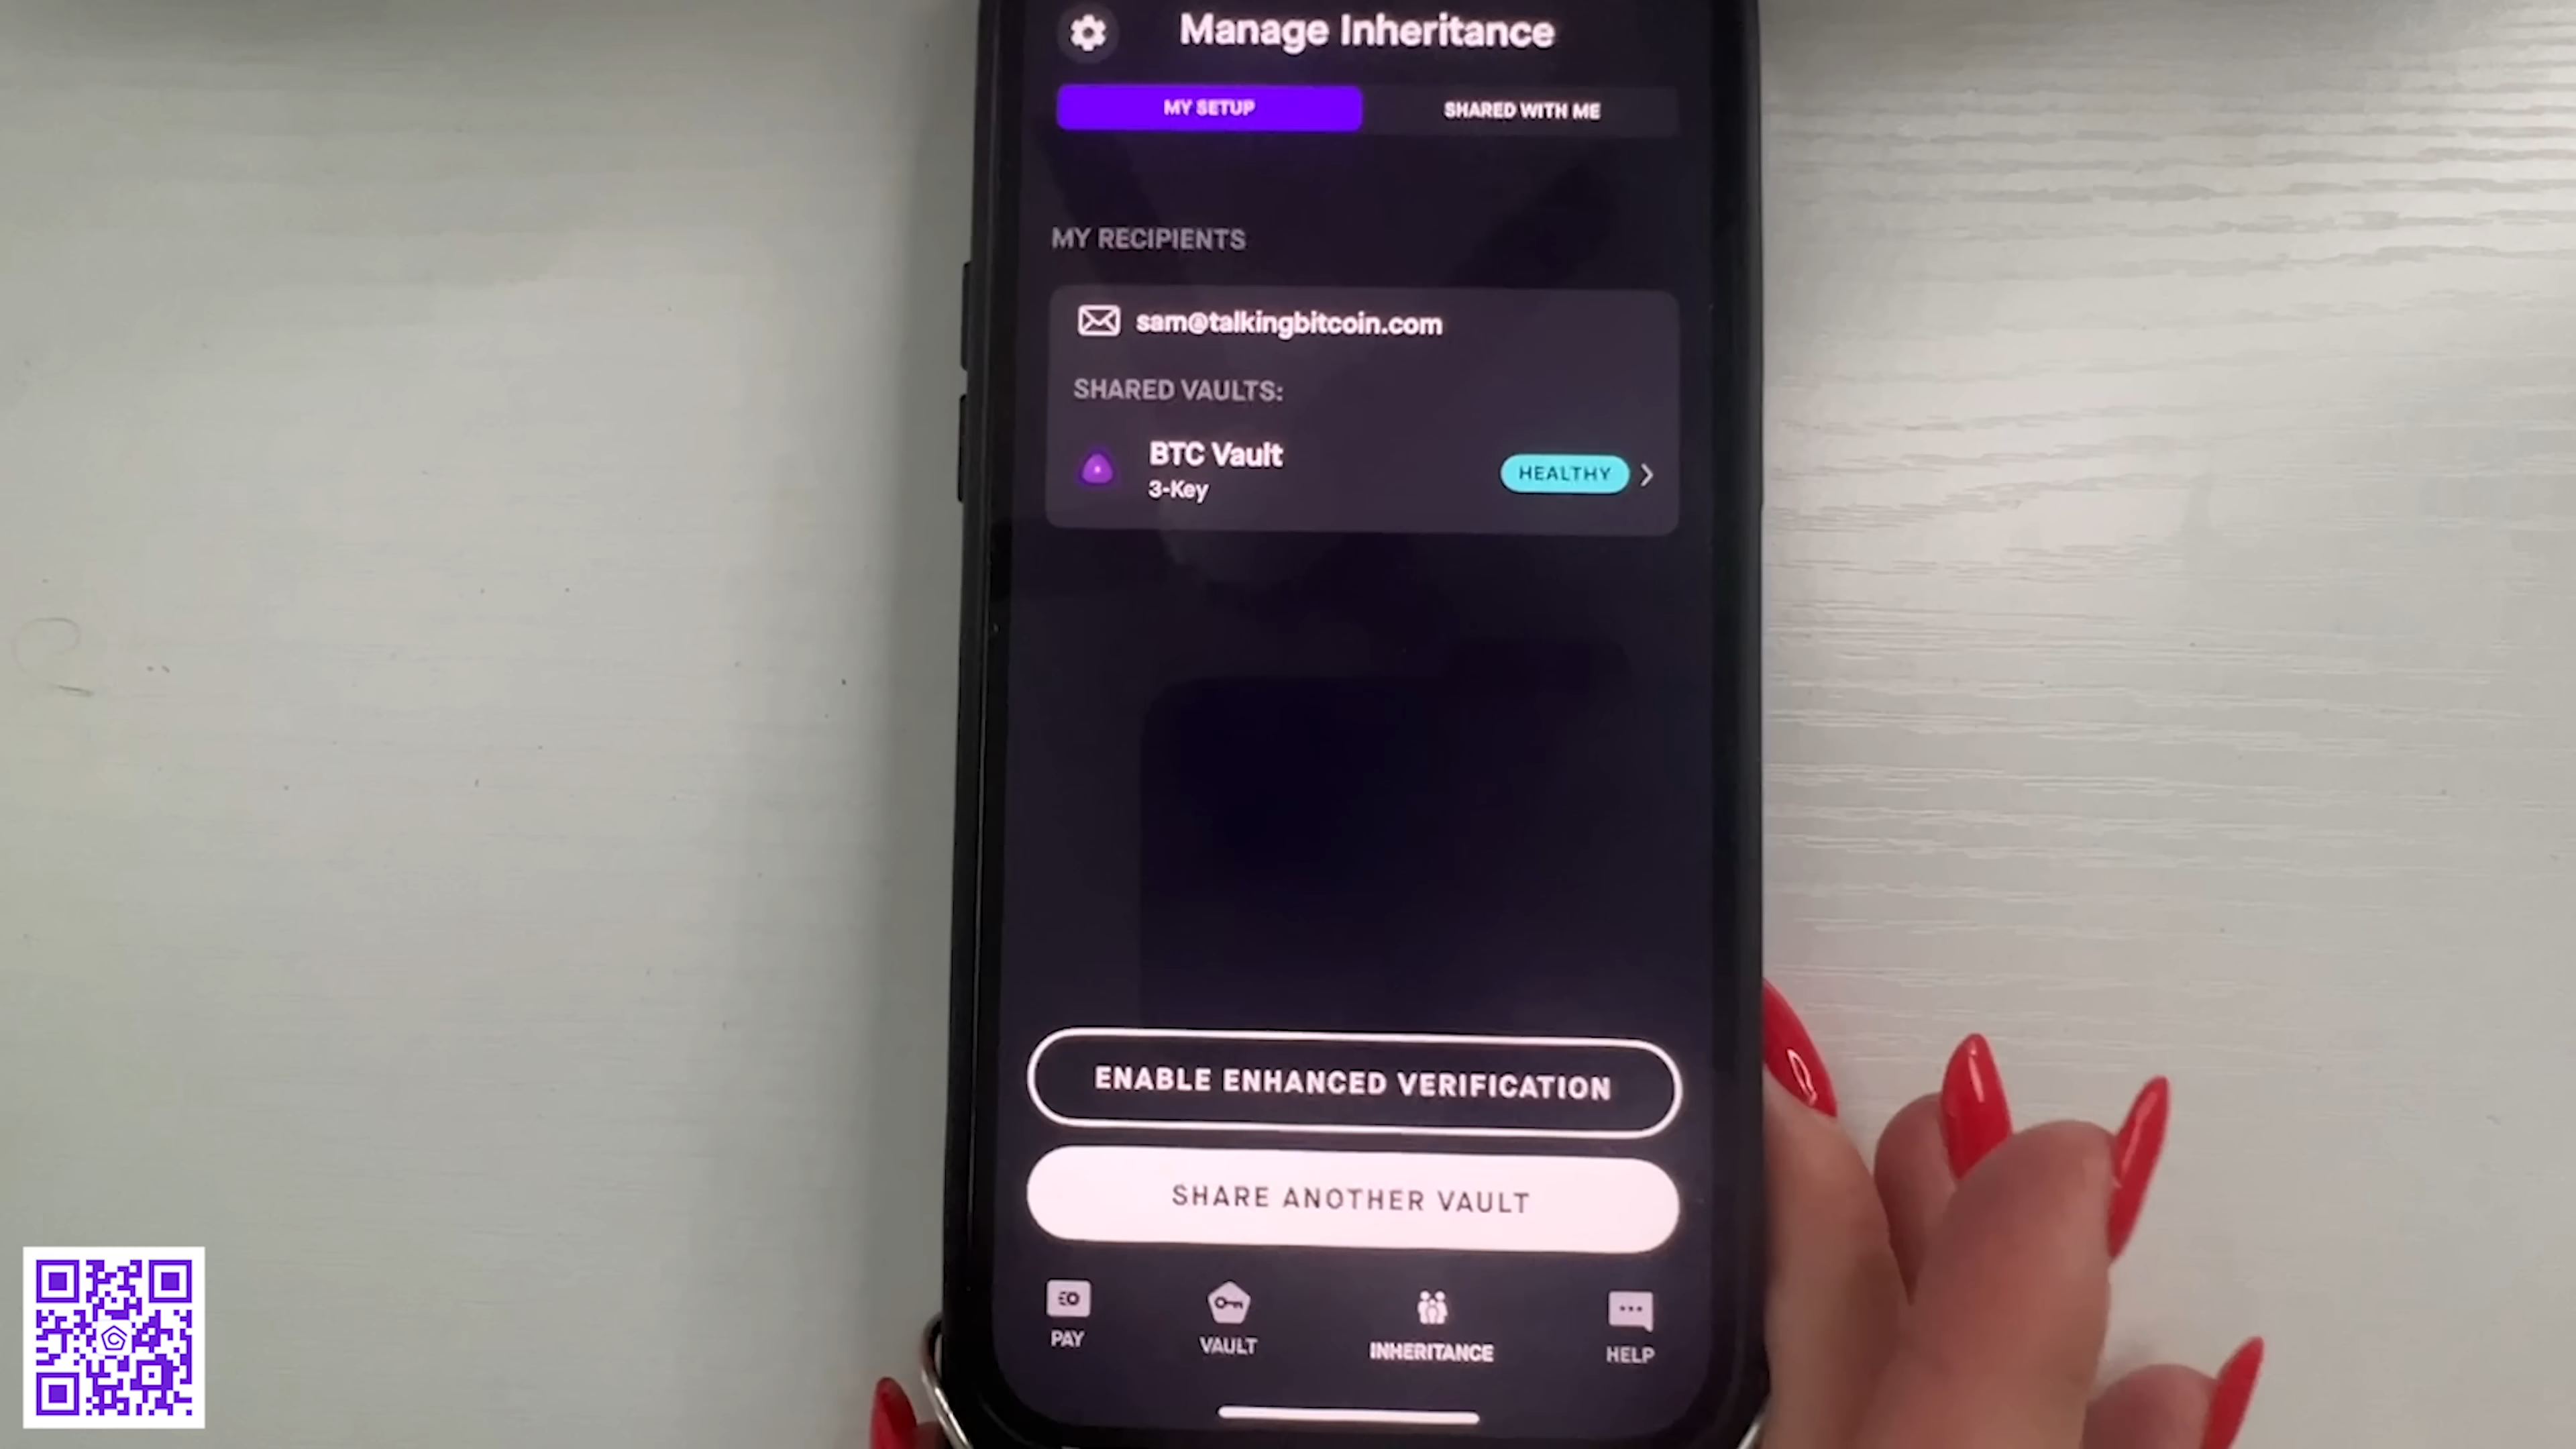 Manage Inheritance
MY SETUP
SHARED WITH ME
MY RECIPIENTS
sam@talkingbitcoin.com
SHARED VAULTS:
BTC Vault
3-Key
HEALTHY
ENABLE ENHANCED VERIFICATION
SHARE ANOTHER VAULT
PAY
VAULT
INHERITANCE
HELP